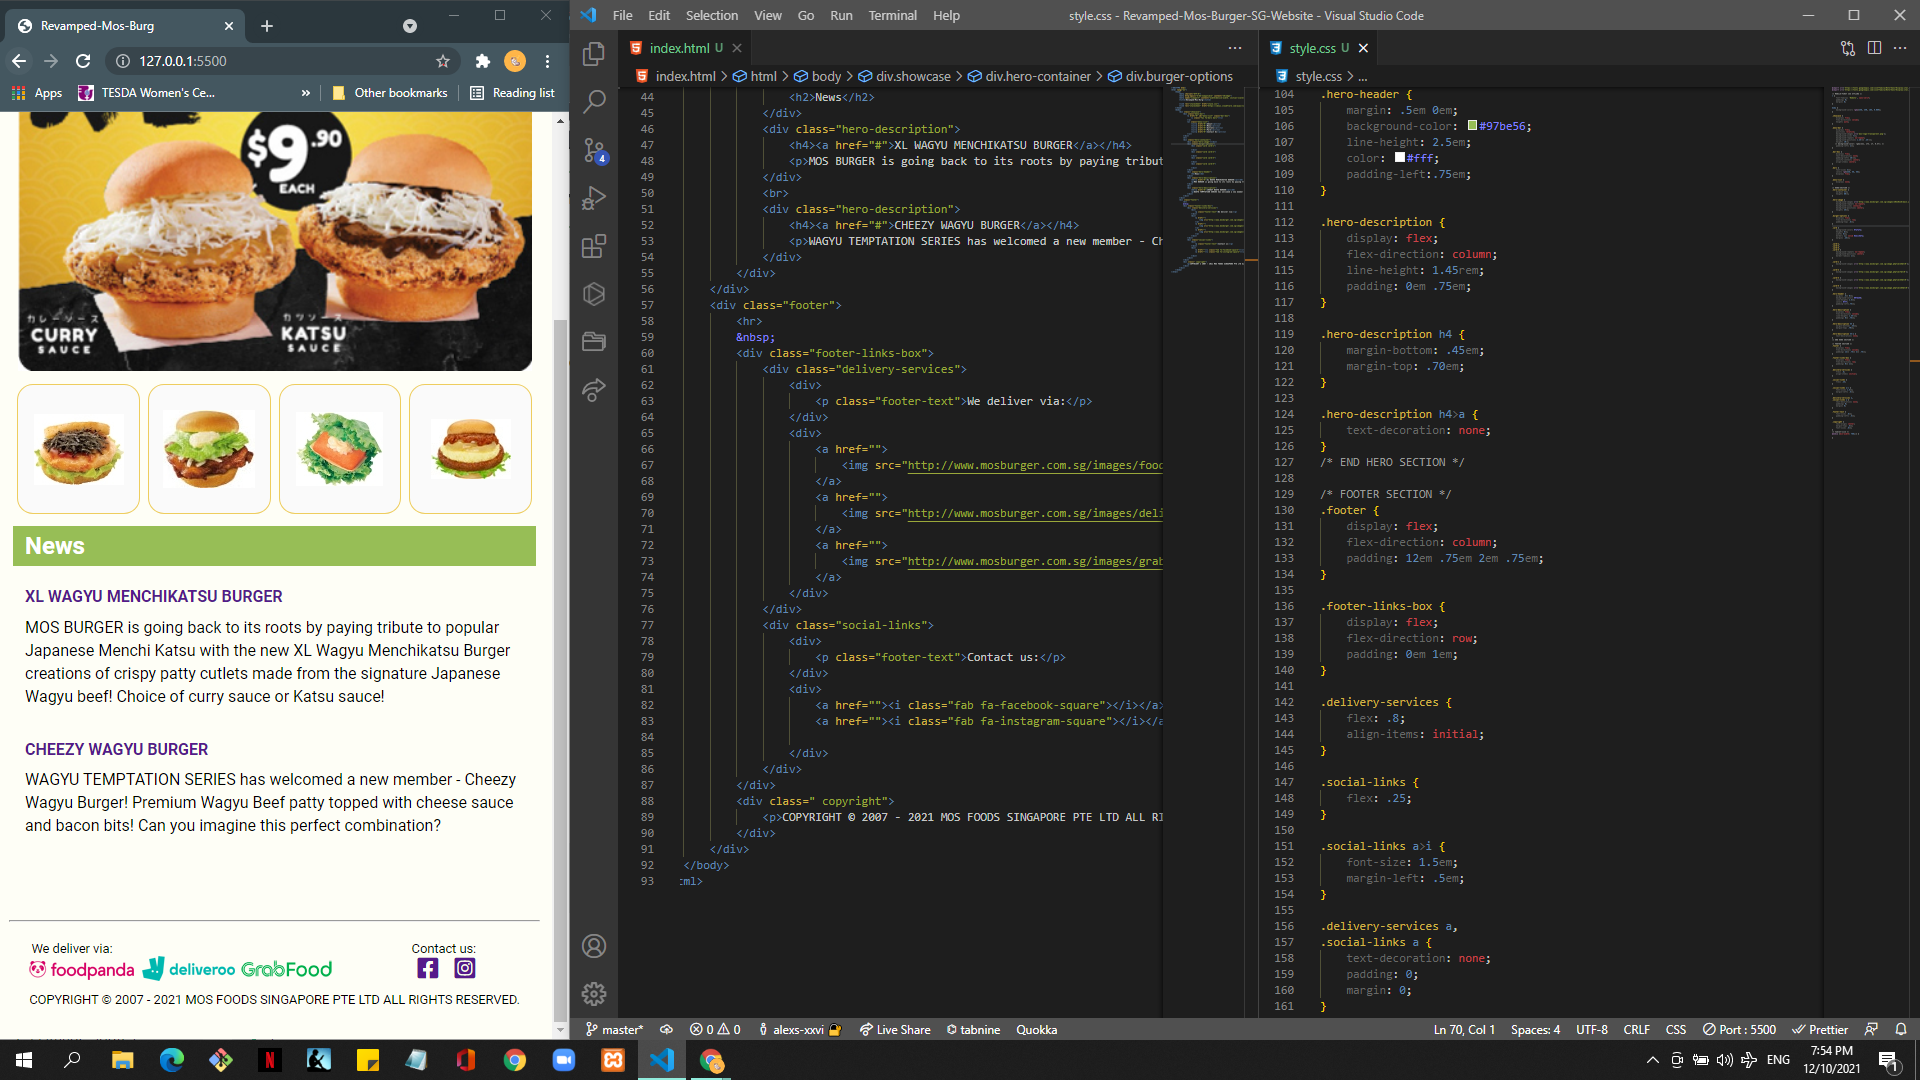 Revamped-Mos-Burg
127.0.0.1:5500
Apps
TESDA Women's Ce...
»
Other bookmarks
Reading list
$9.90
EACH
カレーソース
CURRY
SAUCE
カツソース
KATSU
SAUCE
News
XL WAGYU MENCHIKATSU BURGER
MOS BURGER is going back to its roots by paying tribute to popular
Japanese Menchi Katsu with the new XL Wagyu Menchikatsu Burger
creations of crispy patty cutlets made from the signature Japanese
Wagyu beef! Choice of curry sauce or Katsu sauce!
CHEEZY WAGYU BURGER
WAGYU TEMPTATION SERIES has welcomed a new member - Cheezy
Wagyu Burger! Premium Wagyu Beef patty topped with cheese sauce
and bacon bits! Can you imagine this perfect combination?
We deliver via:
Contact us:
foodpanda deliveroo GrabFood
COPYRIGHT © 2007 - 2021 MOS FOODS SINGAPORE PTE LTD ALL RIGHTS RESERVED.
File Edit Selection View Go Run Terminal Help
style.css - Revamped-Mos-Burger-SG-Website - Visual Studio Code
4
index.html U
index.html > html > body > div.showcase > div.hero-container > div.burger-options
44 <h2>News</h2>
45 </div>
46 <div class="hero-description">
47 <h4><a href="#">XL WAGYU MENCHIKATSU BURGER</a></h4>
48 <p>MOS BURGER is going back to its roots by paying tribut
49 </div>
50 <br>
51 <div class="hero-description">
52 <h4><a href="#">CHEEZY WAGYU BURGER</a></h4>
53 <p>WAGYU TEMPTATION SERIES has welcomed a new member - Ch
54 </div>
55 </div>
56 </div>
57 <div class="footer">
58 <hr>
59 &nbsp;
60 <div class="footer-links-box">
61 <div class="delivery-services">
62 <div>
63 <p class="footer-text">We deliver via:</p>
64 </div>
65 <div>
66 <a href="">
67 <img src="http://www.mosburger.com.sg/images/food
68 </a>
69 <a href="">
70 <img src="http://www.mosburger.com.sg/images/deli
71 </a>
72 <a href="">
73 <img src="http://www.mosburger.com.sg/images/grab
74 </a>
75 </div>
76 </div>
77 <div class="social-links">
78 <div>
79 <p class="footer-text">Contact us:</p>
80 </div>
81 <div>
82 <a href=""><i class="fab fa-facebook-square"></i></a>
83 <a href=""><i class="fab fa-instagram-square"></i></a
84
85 </div>
86 </div>
87 </div>
88 <div class=" copyright">
89 <p>COPYRIGHT © 2007 - 2021 MOS FOODS SINGAPORE PTE LTD ALL RI
90 </div>
91 </div>
92 </body>
93 tml>
style.css U
style.css > ...
104 .hero-header {
105 margin: .5em 0em;
106 background-color: #97be56;
107 line-height: 2.5em;
108 color: #fff;
109 padding-left:.75em;
110 }
111
112 .hero-description {
113 display: flex;
114 flex-direction: column;
115 line-height: 1.45rem;
116 padding: 0em .75em;
117 }
118
119 .hero-description h4 {
120 margin-bottom: .45em;
121 margin-top: .70em;
122 }
123
124 .hero-description h4>a {
125 text-decoration: none;
126 }
127 /* END HERO SECTION */
128
129 /* FOOTER SECTION */
130 .footer {
131 display: flex;
132 flex-direction: column;
133 padding: 12em .75em 2em .75em;
134 }
135
136 .footer-links-box {
137 display: flex;
138 flex-direction: row;
139 padding: 0em 1em;
140 }
141
142 .delivery-services {
143 flex: .8;
144 align-items: initial;
145 }
146
147 .social-links {
148 flex: .25;
149 }
150
151 .social-links a>i {
152 font-size: 1.5em;
153 margin-left: .5em;
154 }
155
156 .delivery-services a,
157 .social-links a {
158 text-decoration: none;
159 padding: 0;
160 margin: 0;
161 }
master* 0 0 alexs-xxvi Live Share tabnine Quokka
Ln 70, Col 1 Spaces: 4 UTF-8 CRLF CSS Port : 5500 Prettier
ENG
7:54 PM
12/10/2021
1